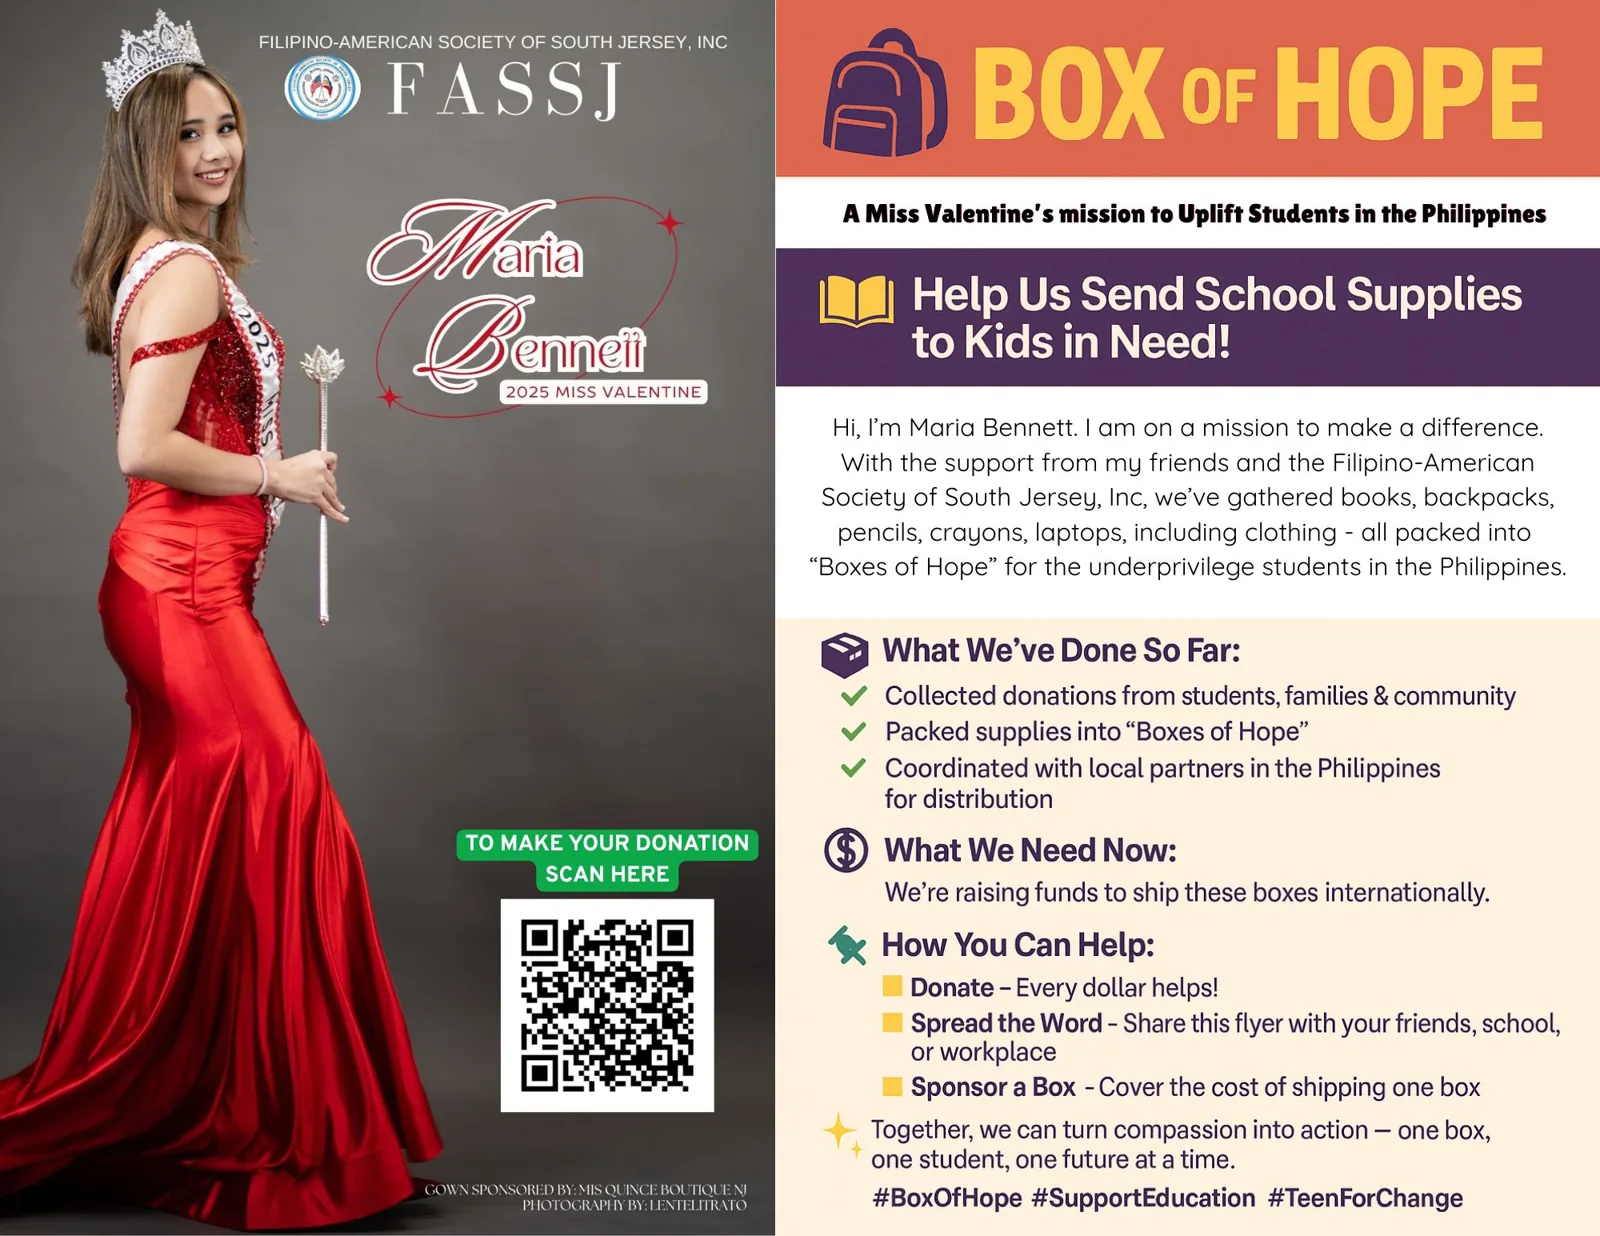 FILIPINO-AMERICAN SOCIETY OF SOUTH JERSEY, INC
FASSJ
Maria
Bennett
2025 MISS VALENTINE
2025 MISS
TO MAKE YOUR DONATION
SCAN HERE
GOWN SPONSORED BY: MIS QUINCE BOUTIQUE NJ
PHOTOGRAPHY BY: LENTELITRATO
BOX OF HOPE
A Miss Valentine's mission to Uplift Students in the Philippines
Help Us Send School Supplies
to Kids in Need!
Hi, I'm Maria Bennett. I am on a mission to make a difference.
With the support from my friends and the Filipino-American
Society of South Jersey, Inc, we've gathered books, backpacks,
pencils, crayons, laptops, including clothing - all packed into
“Boxes of Hope” for the underprivilege students in the Philippines.
What We've Done So Far:
Collected donations from students, families & community
Packed supplies into “Boxes of Hope”
Coordinated with local partners in the Philippines
for distribution
What We Need Now:
We're raising funds to ship these boxes internationally.
How You Can Help:
Donate – Every dollar helps!
Spread the Word – Share this flyer with your friends, school,
or workplace
Sponsor a Box - Cover the cost of shipping one box
Together, we can turn compassion into action — one box,
one student, one future at a time.
#BoxOfHope #SupportEducation #TeenForChange